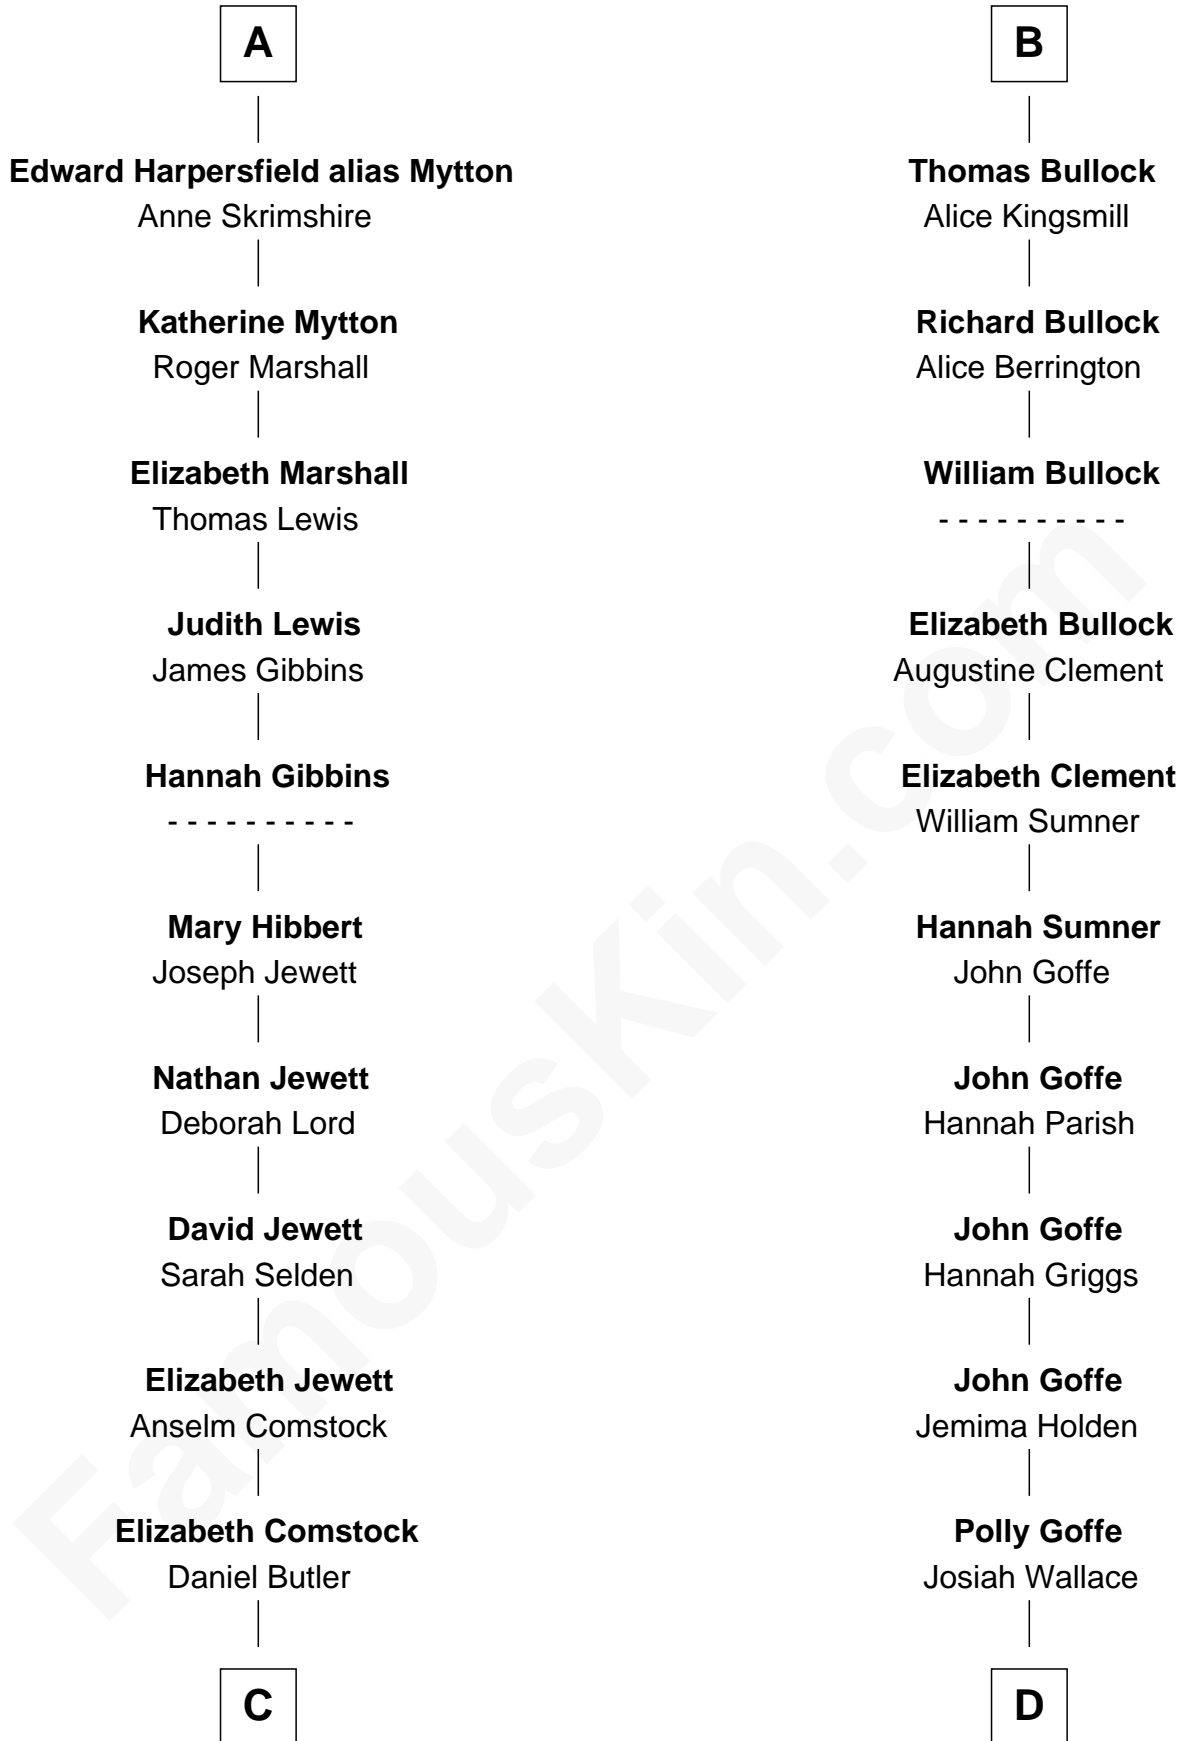 A
Edward Harpersfield alias Mytton
Anne Skrimshire
Katherine Mytton
Roger Marshall
Elizabeth Marshall
Thomas Lewis
Judith Lewis
James Gibbins
Hannah Gibbins
- - - - - - - - - -
Mary Hibbert
Joseph Jewett
Nathan Jewett
Deborah Lord
David Jewett
Sarah Selden
Elizabeth Jewett
Anselm Comstock
Elizabeth Comstock
Daniel Butler
C
B
Thomas Bullock
Alice Kingsmill
Richard Bullock
Alice Berrington
William Bullock
- - - - - - - - - -
Elizabeth Bullock
Augustine Clement
Elizabeth Clement
William Sumner
Hannah Sumner
John Goffe
John Goffe
Hannah Parish
John Goffe
Hannah Griggs
John Goffe
Jemima Holden
Polly Goffe
Josiah Wallace
D
FamousKin.com